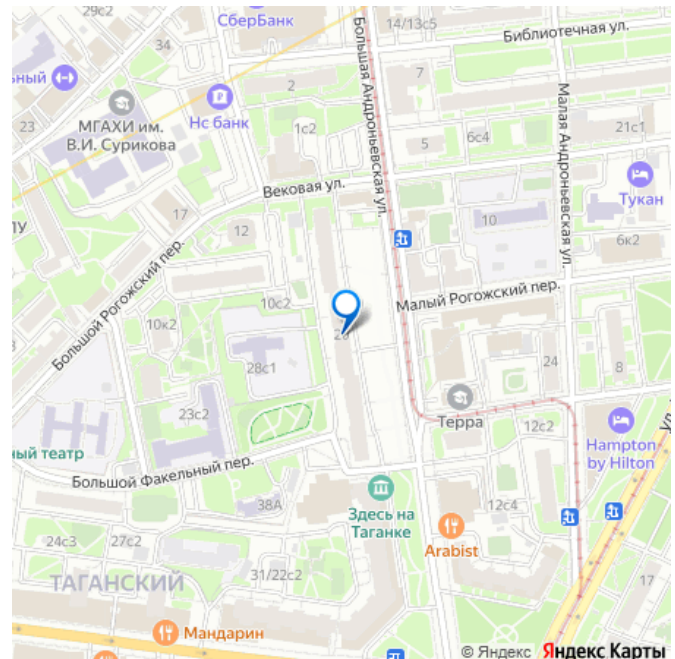 29с2
СберБанк
14/13с5
Библиотечная ул.
34
Большая Андроньевская ул.
7
2
23
МГАХИ им.
В.И. Сурикова
Нс банк
1с2
5
6с4
21с1
Малая Андроньевская ул.
Вековая ул.
Тукан
17
12
10
6к2
Большой Рогожский пер.
10с2
Малый Рогожский пер.
10к2
28с1
24
8
23с2
Терра
12с2
Hampton
by Hilton
ный театр
Большой Факельный пер.
38А
Здесь на
Таганке
12с4
Arabist
24с3
27с2
31/22с2
ТАГАНСКИЙ
17
Мандарин
© Яндекс Яндекс Карты